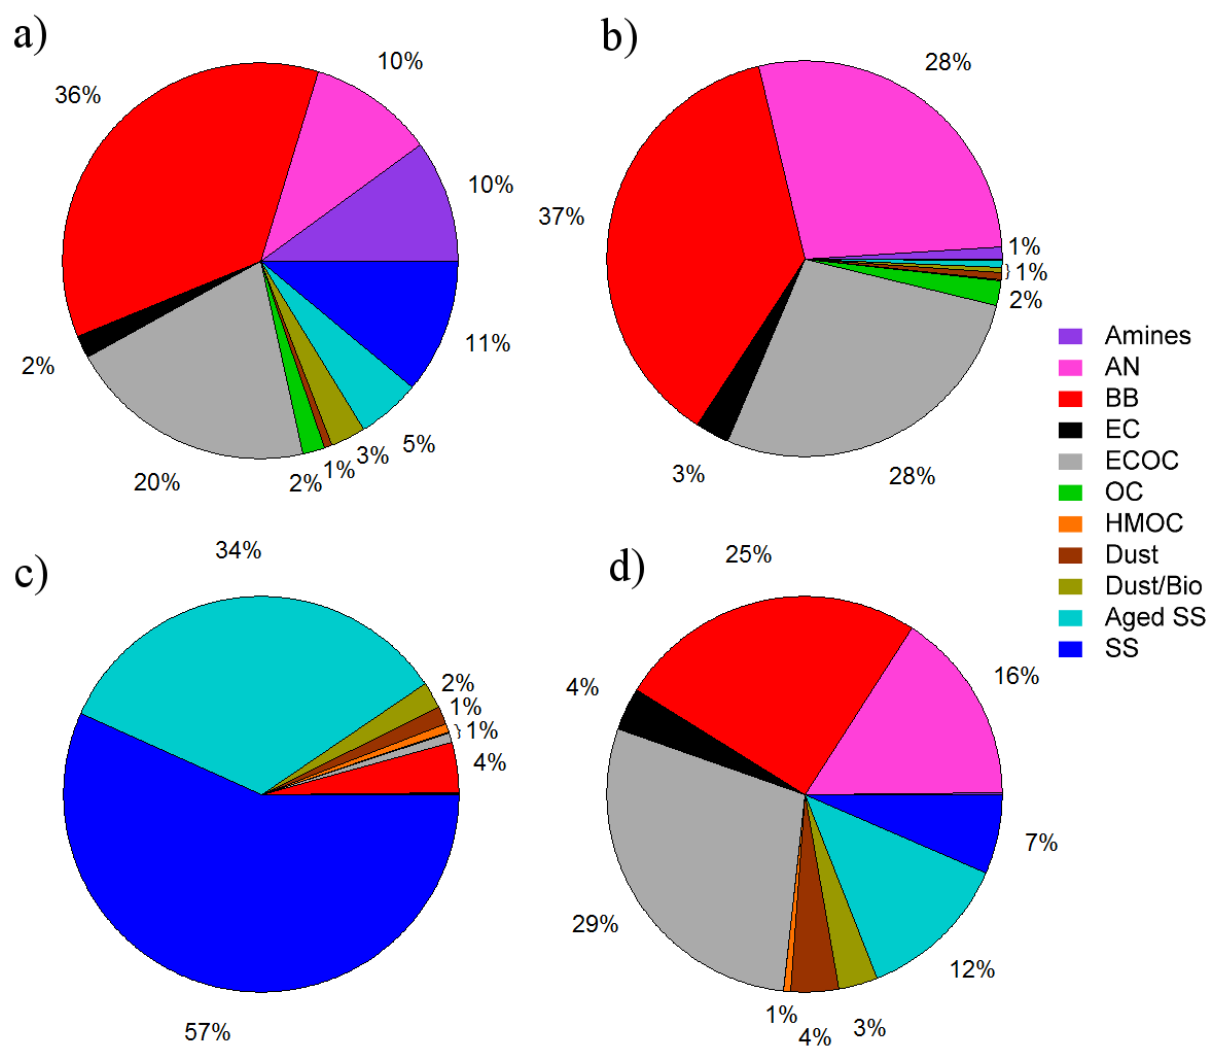 a)
36%
10%
10%
11%
5%
3%
1%
2%
20%
2%
b)
28%
37%
1%
} 1%
2%
28%
3%
Amines
AN
BB
EC
ECOC
OC
HMOC
Dust
Dust/Bio
Aged SS
SS
c)
34%
2%
1%
} 1%
4%
57%
d)
25%
16%
4%
7%
29%
12%
1%
4%
3%